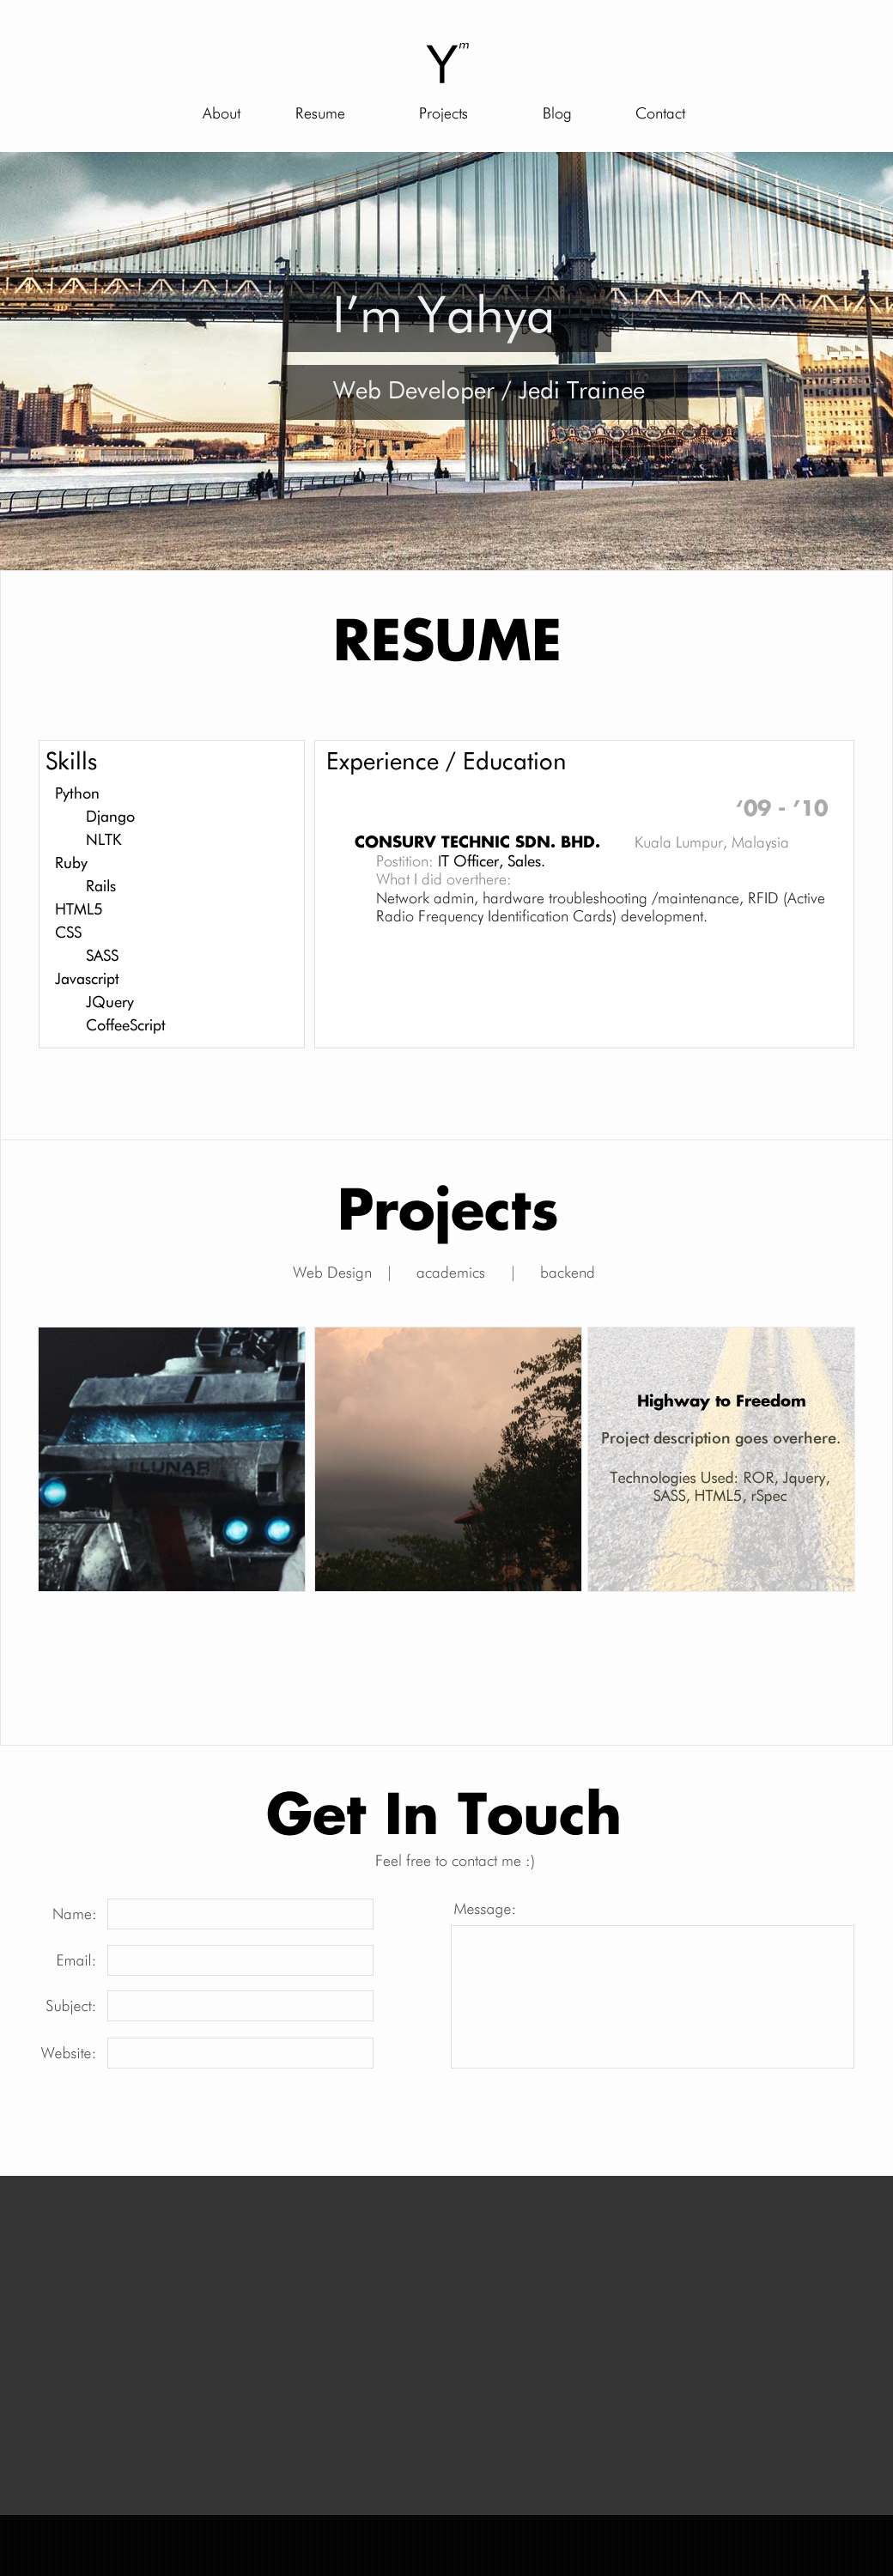 Ym
About Resume Projects Blog Contact
I’m Yahya
Web Developer / Jedi Trainee
RESUME
Skills
Python
Django
NLTK
Ruby
Rails
HTML5
CSS
SASS
Javascript
JQuery
CoffeeScript
Experience / Education
‘09 - ’10
CONSURV TECHNIC SDN. BHD. Kuala Lumpur, Malaysia
Postition: IT Officer, Sales.
What I did overthere:
Network admin, hardware troubleshooting /maintenance, RFID (Active
Radio Frequency Identification Cards) development.
Projects
Web Design | academics | backend
LUNAR
Highway to Freedom
Project description goes overhere.
Technologies Used: ROR, Jquery,
SASS, HTML5, rSpec
Get In Touch
Feel free to contact me :)
Name:
Email:
Subject:
Website:
Message: